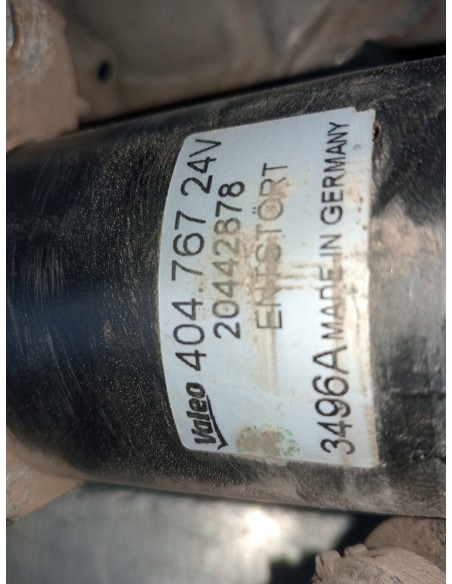 Valeo 404.767 24V
20442878
ENTSTÖRT
3496A MADE IN GERMANY